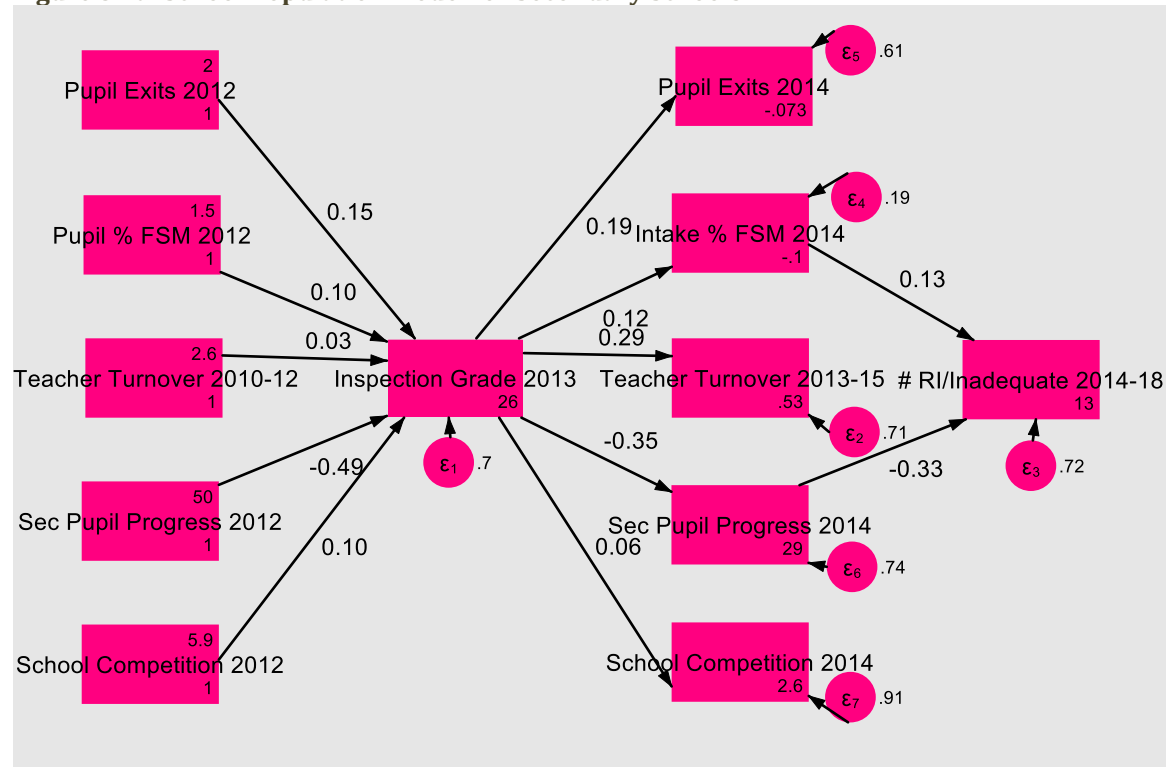 2
Pupil Exits 2012
1
1.5
Pupil % FSM 2012
1
2.6
Teacher Turnover 2010-12
1
50
Sec Pupil Progress 2012
1
5.9
School Competition 2012
1
0.15
0.10
0.03
-0.49
0.10
Inspection Grade 2013
26
ε1
.7
0.19
0.12
0.29
-0.35
0.06
Pupil Exits 2014
-.073
ε5
.61
Intake % FSM 2014
-.1
ε4
.19
Teacher Turnover 2013-15
.53
ε2
.71
Sec Pupil Progress 2014
29
ε6
.74
School Competition 2014
2.6
ε7
.91
0.13
-0.33
# RI/Inadequate 2014-18
13
ε3
.72